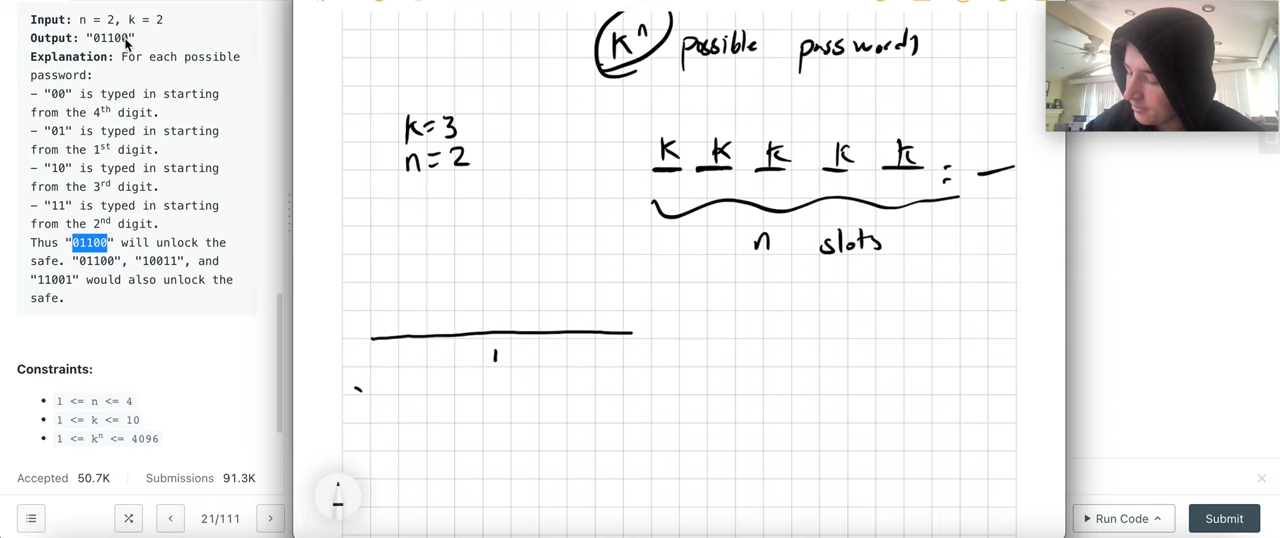 Input: n = 2, k = 2
Output: "01100"
Explanation: For each possible
password:
- "00" is typed in starting
from the 4th digit.
- "01" is typed in starting
from the 1st digit.
- "10" is typed in starting
from the 3rd digit.
- "11" is typed in starting
from the 2nd digit.
Thus "01100" will unlock the
safe. "01100", "10011", and
"11001" would also unlock the
safe.
Constraints:
• 1 <= n <= 4
• 1 <= k <= 10
• 1 <= kⁿ <= 4096
Accepted 50.7K Submissions 91.3K
21/111
kⁿ possible passwords
k=3
n=2
k k k k k =
n slots
1
Run Code
Submit